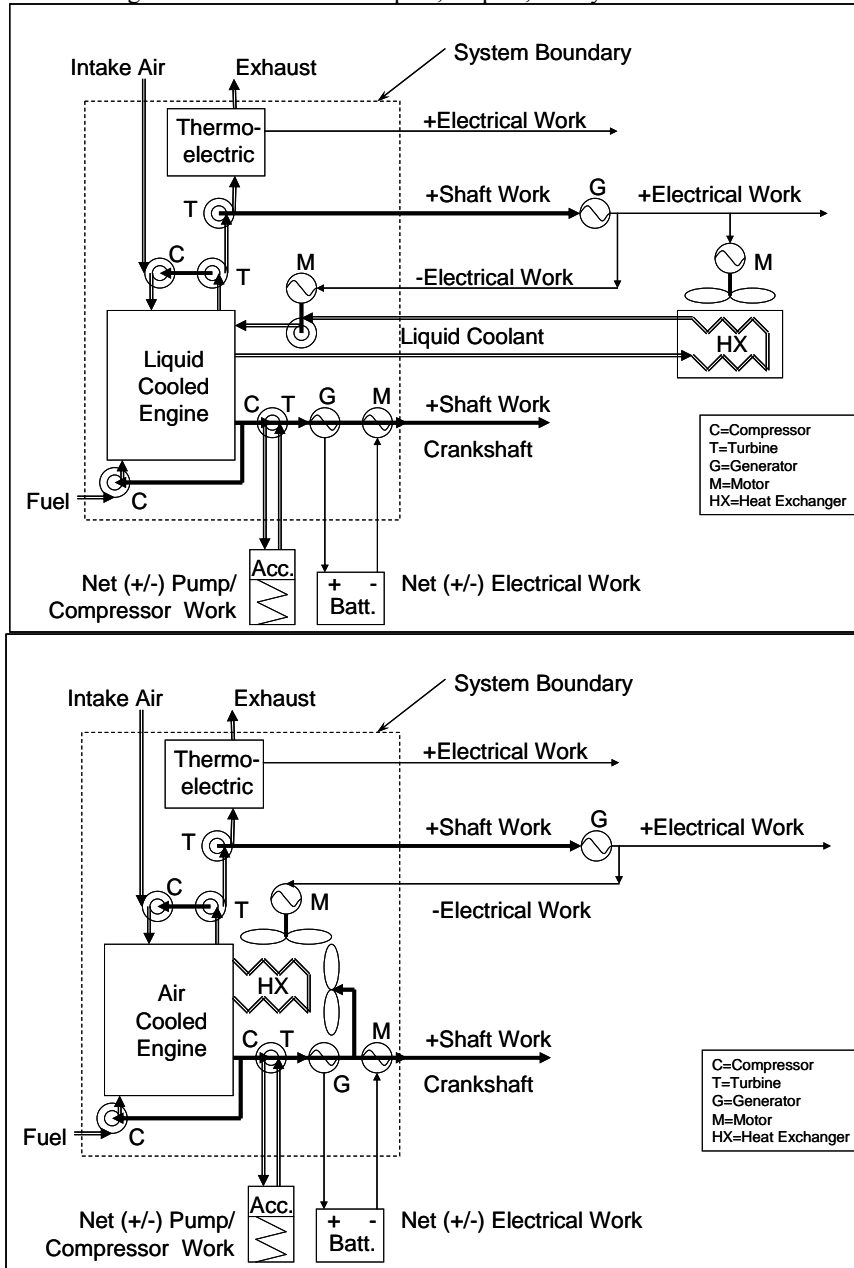 Intake Air
Exhaust
System Boundary
Thermo-
electric
+Electrical Work
T
+Shaft Work
G
+Electrical Work
C
T
M
-Electrical Work
M
Liquid
Cooled
Engine
Liquid Coolant
HX
C
T
G
M
+Shaft Work
Crankshaft
C=Compressor
T=Turbine
G=Generator
M=Motor
HX=Heat Exchanger
Fuel
C
Net (+/-) Pump/
Compressor Work
Acc.
+ -
Batt.
Net (+/-) Electrical Work
Intake Air
Exhaust
System Boundary
Thermo-
electric
+Electrical Work
T
+Shaft Work
G
+Electrical Work
C
T
M
-Electrical Work
Air
Cooled
Engine
HX
C
T
G
M
+Shaft Work
Crankshaft
C=Compressor
T=Turbine
G=Generator
M=Motor
HX=Heat Exchanger
Fuel
C
Net (+/-) Pump/
Compressor Work
Acc.
+ -
Batt.
Net (+/-) Electrical Work